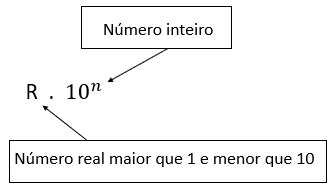 Número inteiro
R . 10ⁿ
Número real maior que 1 e menor que 10